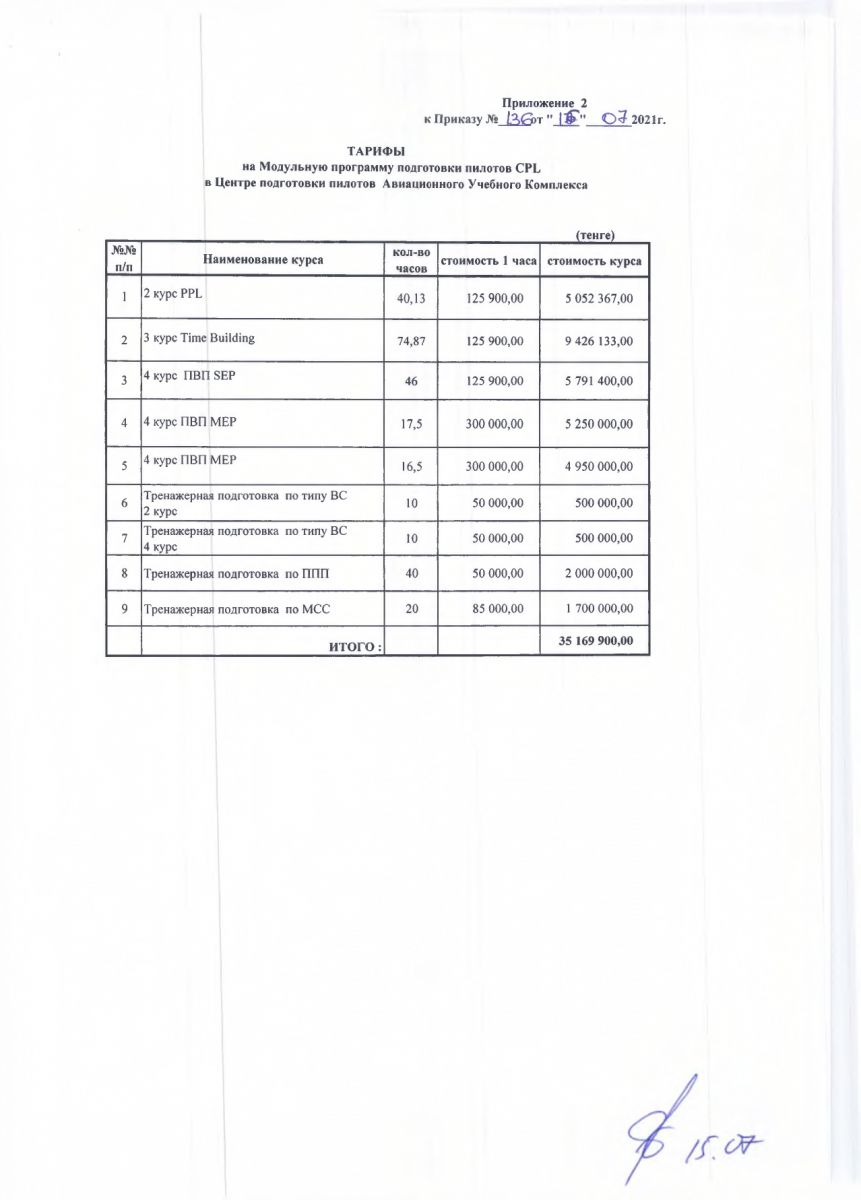 Приложение 2
к Приказу № 136 от " 15 " 07 2021г.
ТАРИФЫ
на Модульную программу подготовки пилотов CPL
в Центре подготовки пилотов Авиационного Учебного Комплекса
(тенге)
№№ п/п Наименование курса кол-во часов стоимость 1 часа стоимость курса
1 2 курс PPL 40,13 125 900,00 5 052 367,00
2 3 курс Time Building 74,87 125 900,00 9 426 133,00
3 4 курс ПВП SEP 46 125 900,00 5 791 400,00
4 4 курс ПВП MEP 17,5 300 000,00 5 250 000,00
5 4 курс ПВП MEP 16,5 300 000,00 4 950 000,00
6 Тренажерная подготовка по типу ВС 2 курс 10 50 000,00 500 000,00
7 Тренажерная подготовка по типу ВС 4 курс 10 50 000,00 500 000,00
8 Тренажерная подготовка по ППП 40 50 000,00 2 000 000,00
9 Тренажерная подготовка по МСС 20 85 000,00 1 700 000,00
ИТОГО : 35 169 900,00
15.07